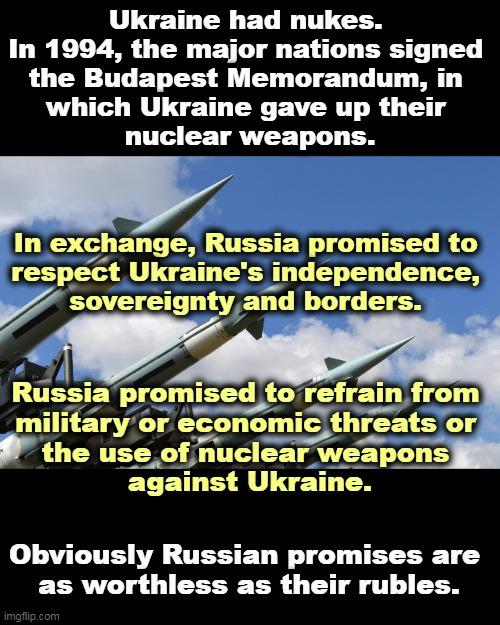 Ukraine had nukes.
In 1994, the major nations signed
the Budapest Memorandum, in
which Ukraine gave up their
nuclear weapons.
In exchange, Russia promised to
respect Ukraine's independence,
sovereignty and borders.
Russia promised to refrain from
military or economic threats or
the use of nuclear weapons
against Ukraine.
Obviously Russian promises are
as worthless as their rubles.
imgflip.com